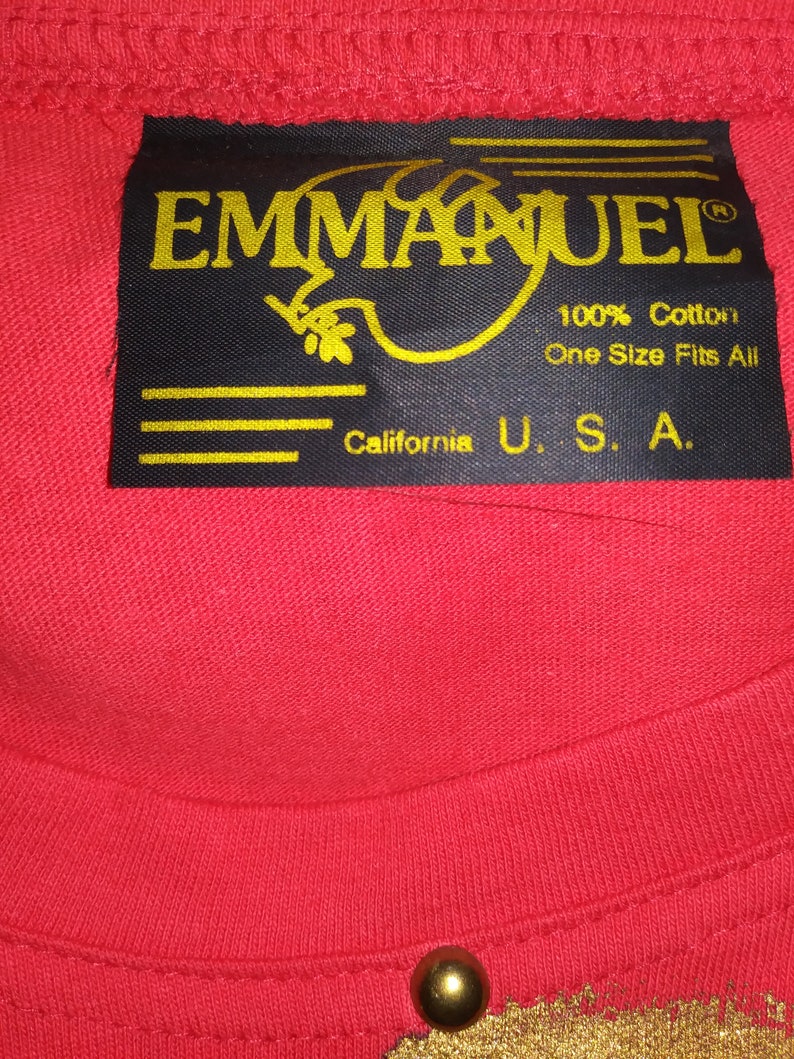 EMMANUEL®
100% Cotton
One Size Fits All
California U. S. A.